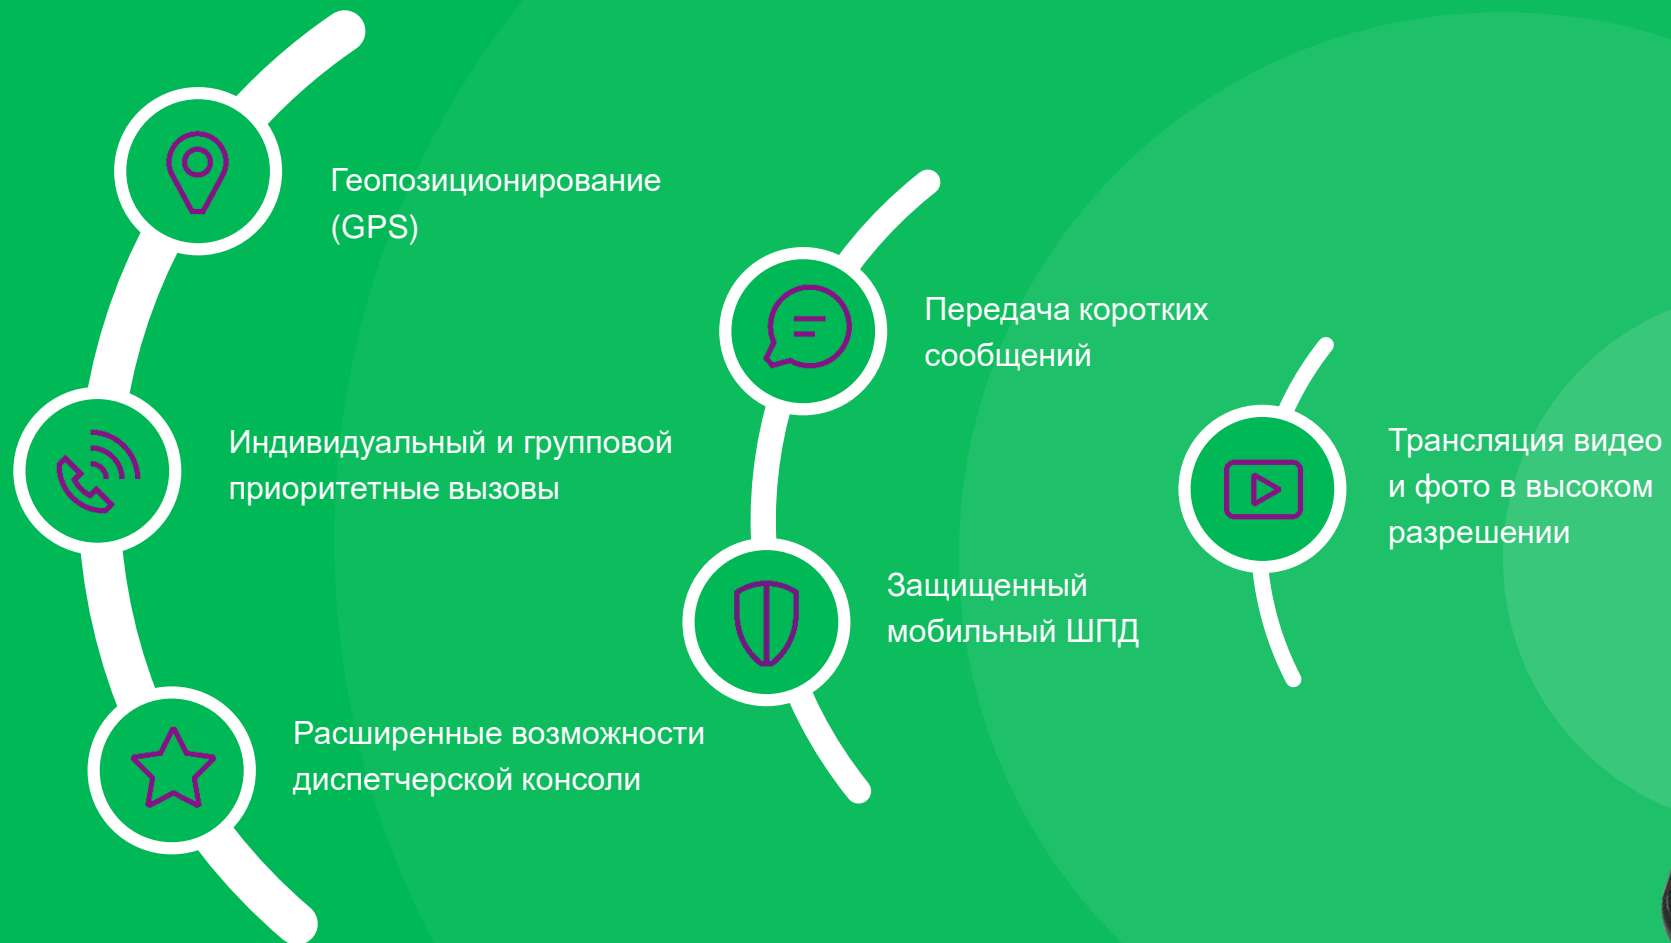 Геопозиционирование
(GPS)
Индивидуальный и групповой
приоритетные вызовы
Расширенные возможности
диспетчерской консоли
Передача коротких
сообщений
Защищенный
мобильный ШПД
Трансляция видео
и фото в высоком
разрешении